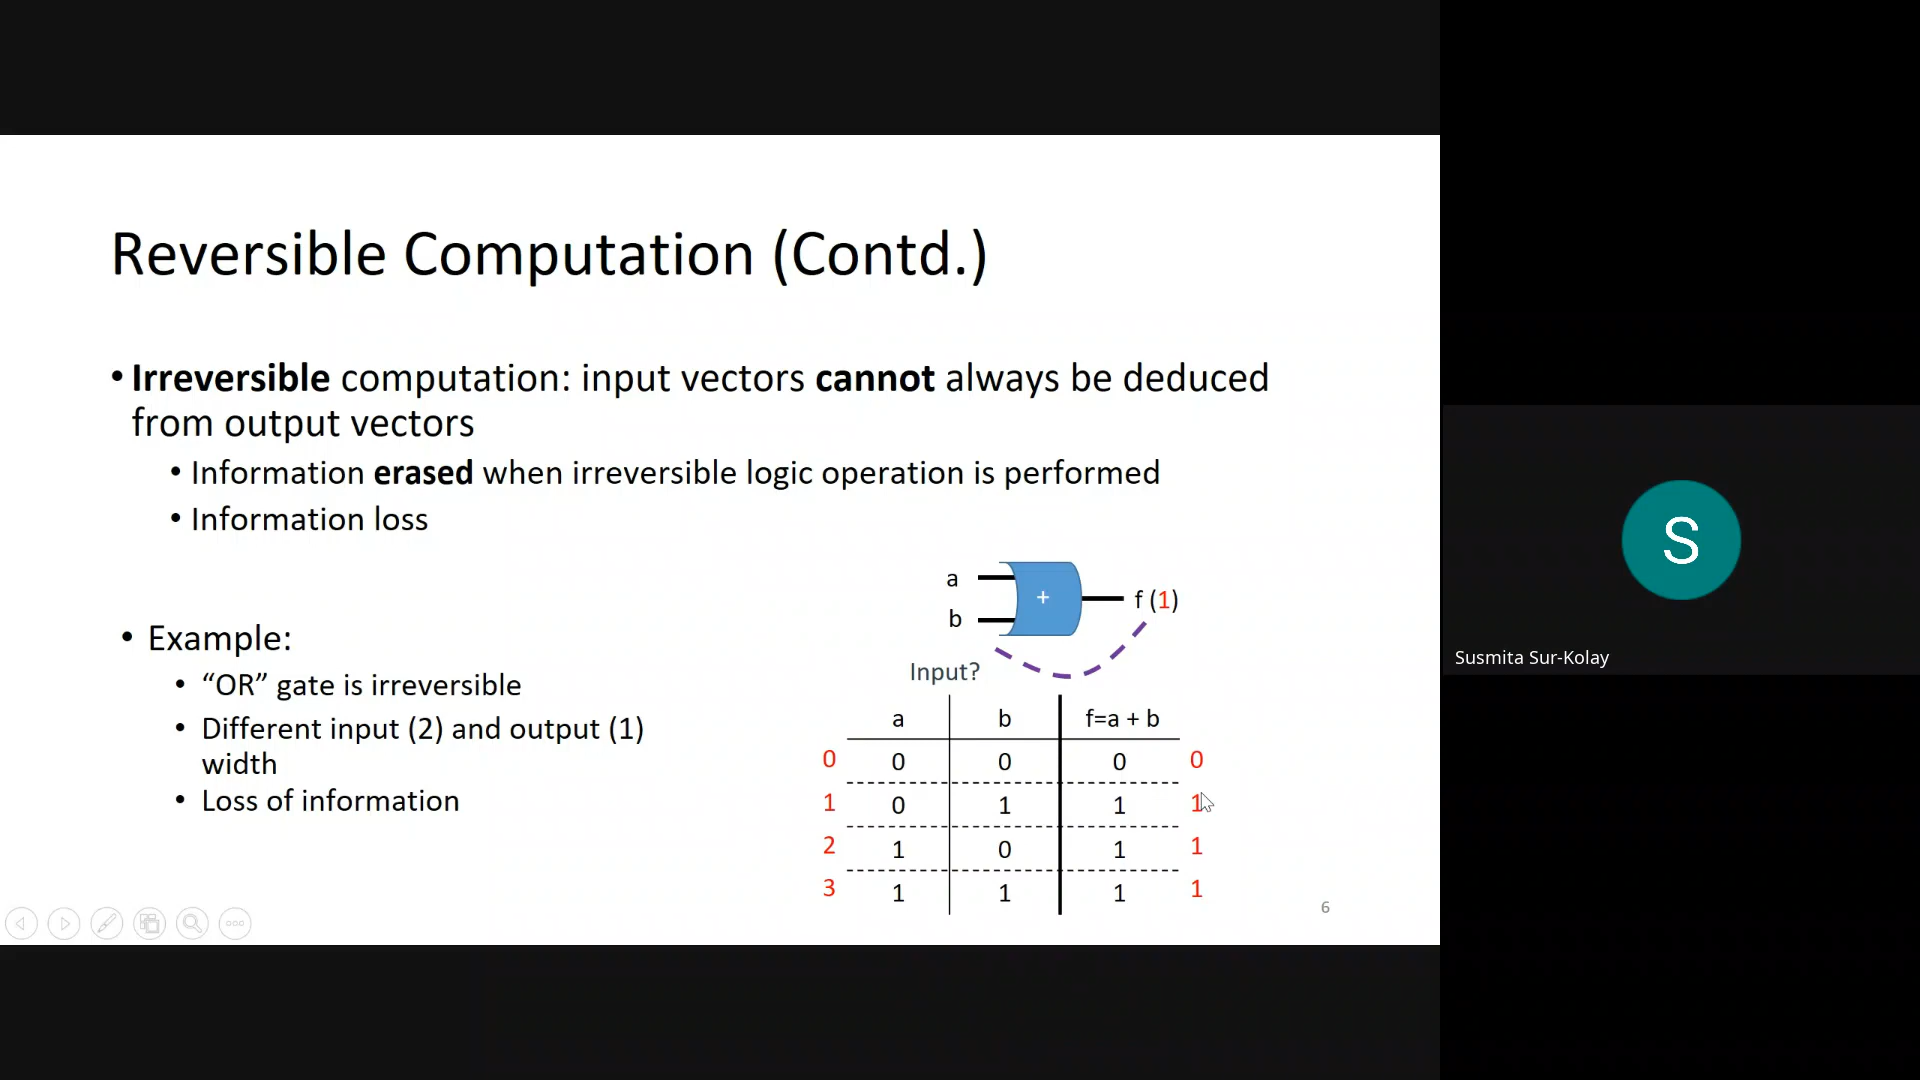 Reversible Computation (Contd.)
• Irreversible computation: input vectors cannot always be deduced
from output vectors
• Information erased when irreversible logic operation is performed
• Information loss
• Example:
• “OR” gate is irreversible
• Different input (2) and output (1)
width
• Loss of information
a
+
f (1)
b
Input?
a b f=a + b
0 0 0 0 0
1 0 1 1 1
2 1 0 1 1
3 1 1 1 1
6
S
Susmita Sur-Kolay